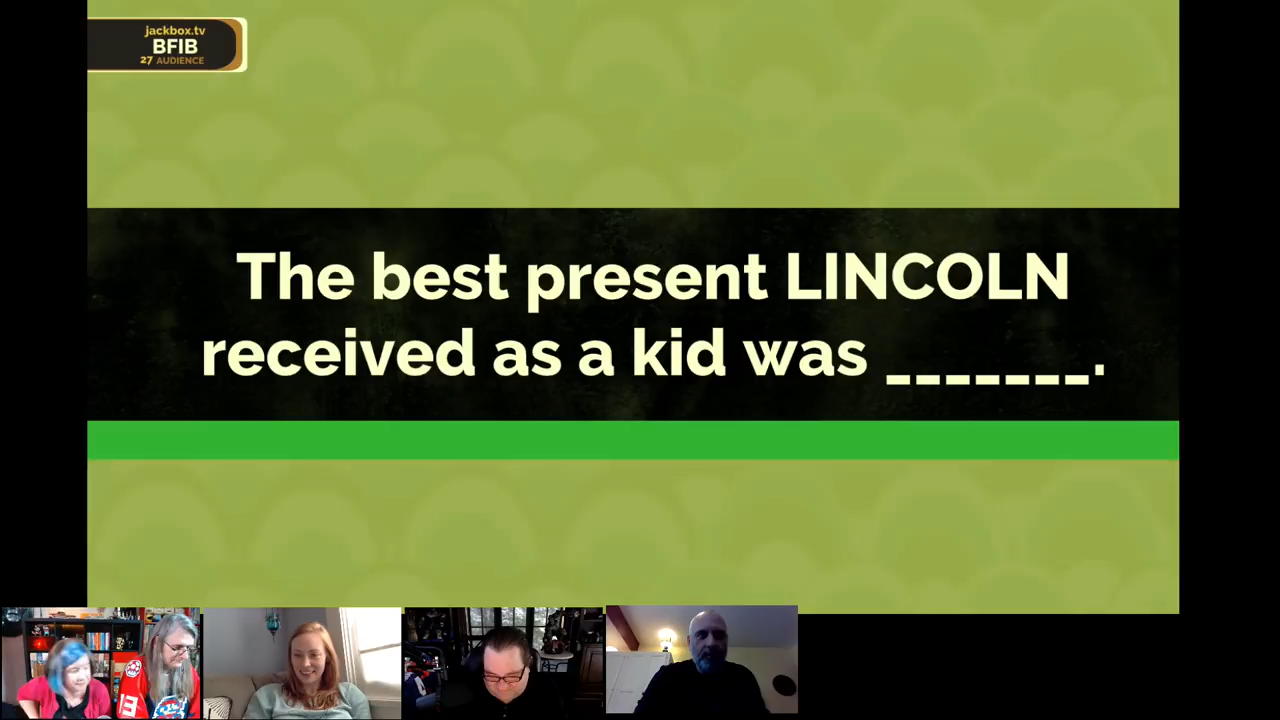 jackbox.tv
BFIB
27 AUDIENCE
The best present LINCOLN
received as a kid was _______.